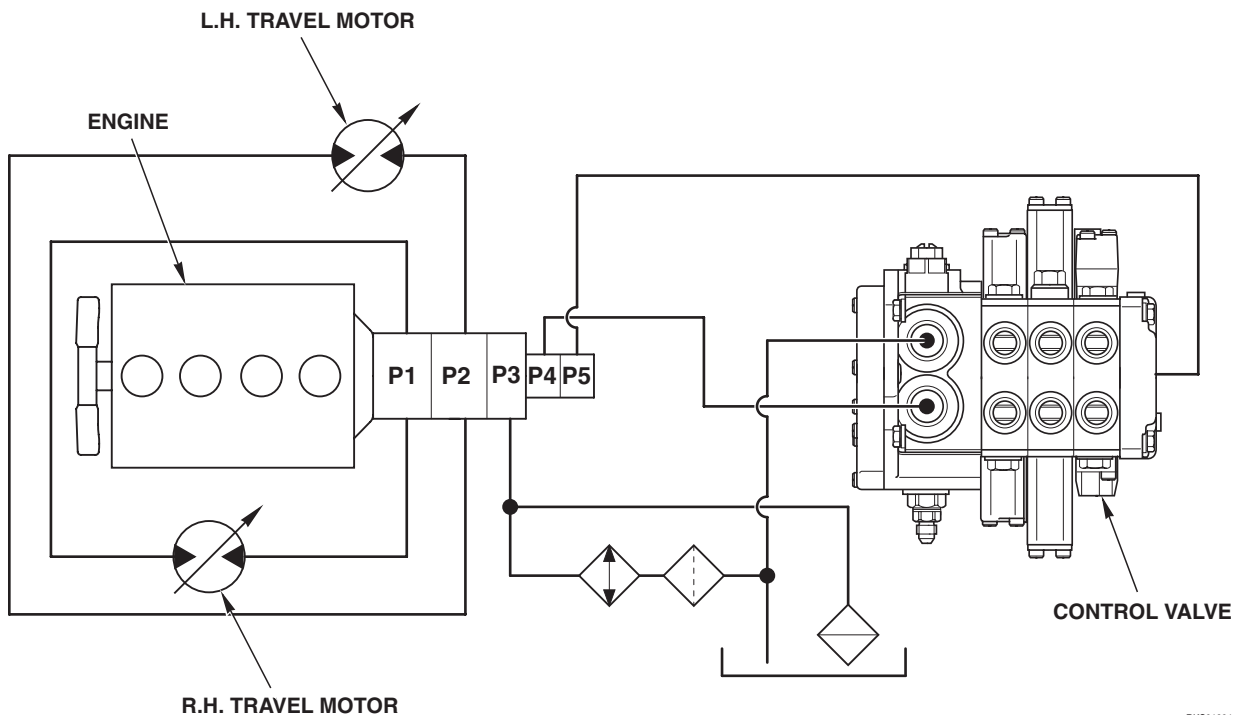 L.H. TRAVEL MOTOR
ENGINE
P1 P2 P3 P4 P5
CONTROL VALVE
R.H. TRAVEL MOTOR